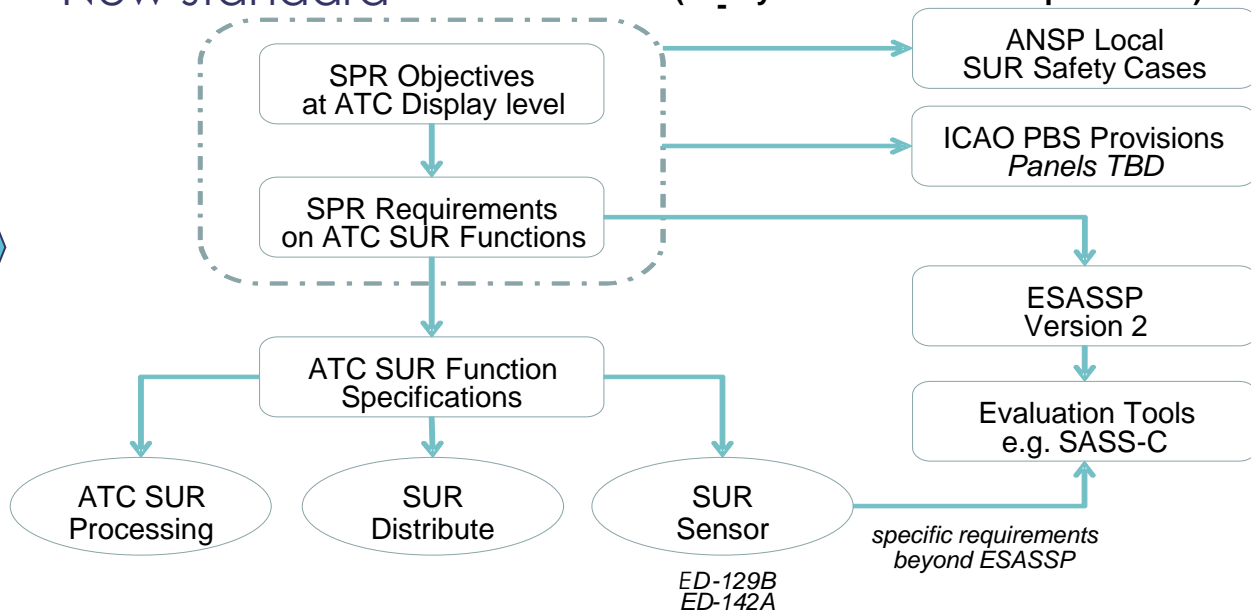 New standard
ANSP Local
SUR Safety Cases
SPR Objectives
at ATC Display level
ICAO PBS Provisions
Panels TBD
SPR Requirements
on ATC SUR Functions
ESASSP
Version 2
ATC SUR Function
Specifications
Evaluation Tools
e.g. SASS-C
ATC SUR
Processing
SUR
Distribute
SUR
Sensor
specific requirements
beyond ESASSP
ED-129B
ED-142A